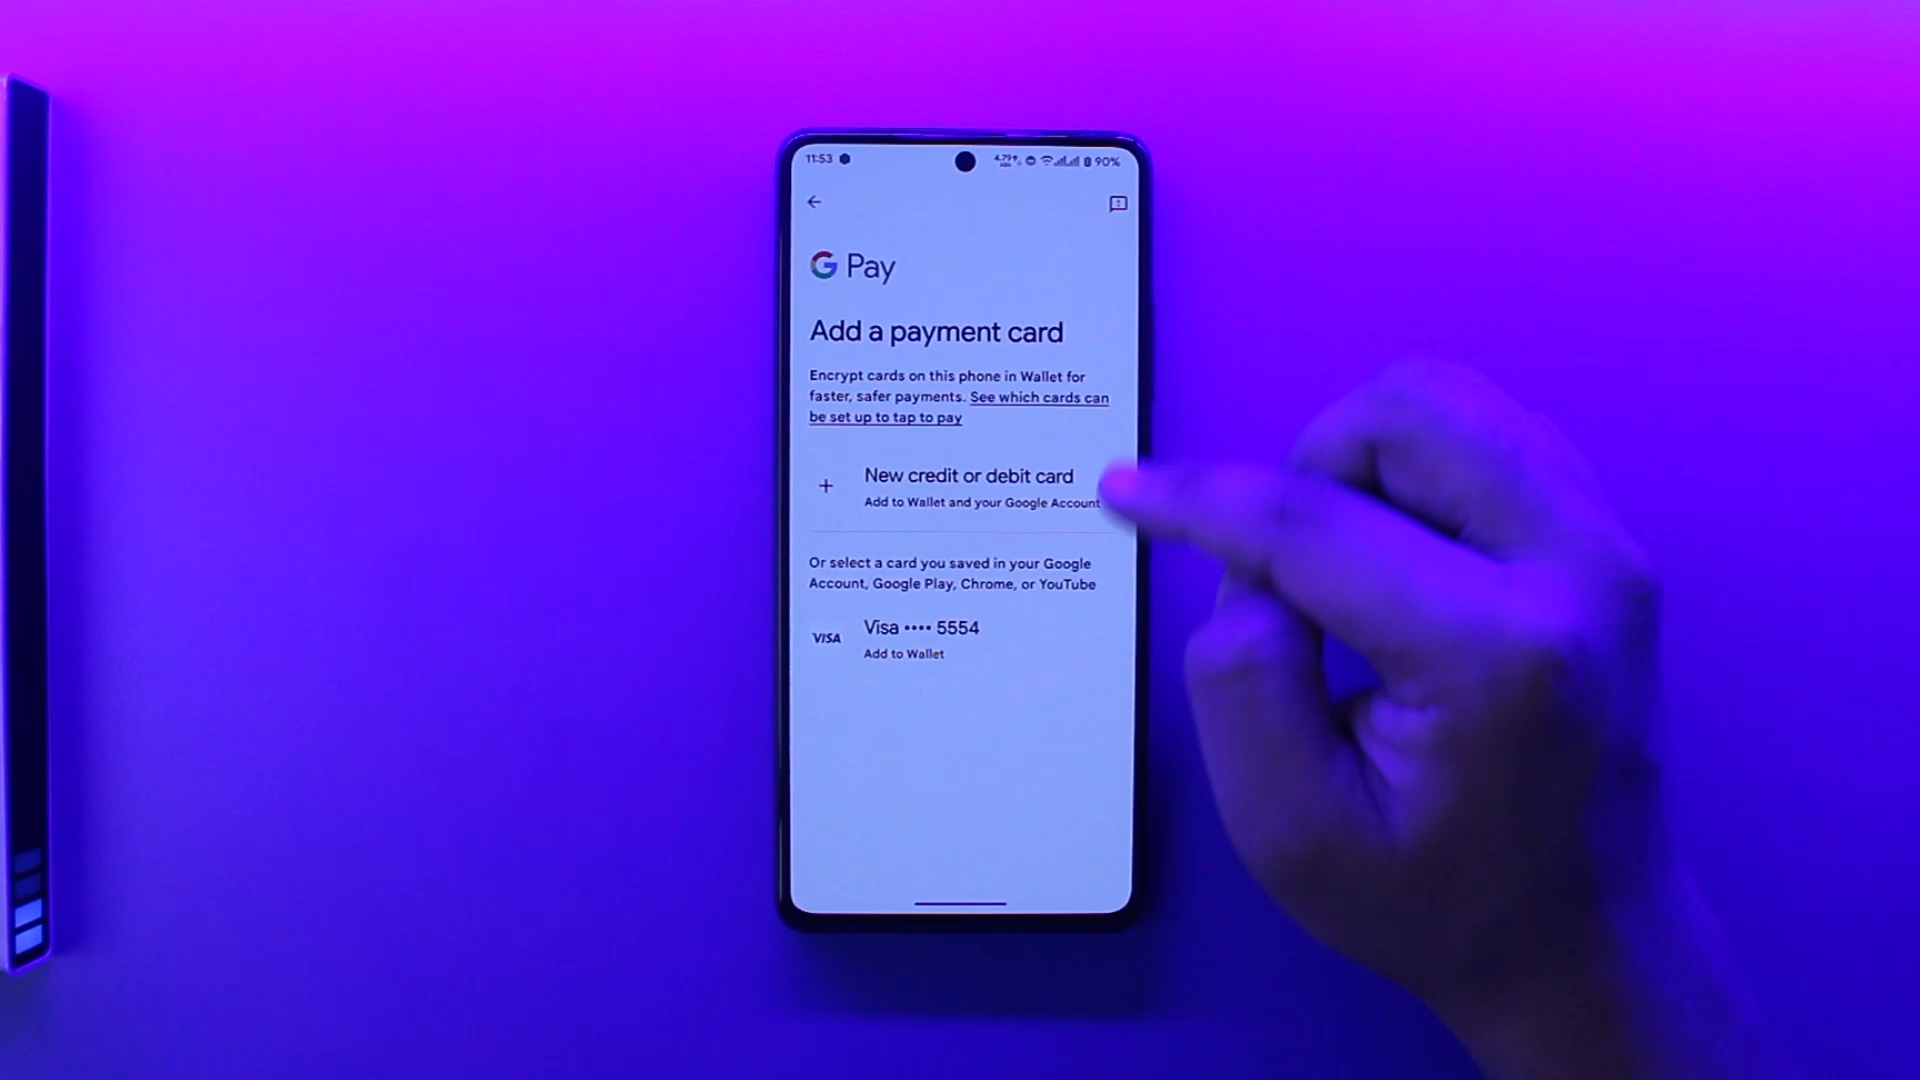 11:53
90%
G Pay
Add a payment card
Encrypt cards on this phone in Wallet for
faster, safer payments. See which cards can
be set up to tap to pay
+ New credit or debit card
Add to Wallet and your Google Account
Or select a card you saved in your Google
Account, Google Play, Chrome, or YouTube
VISA
Visa •••• 5554
Add to Wallet